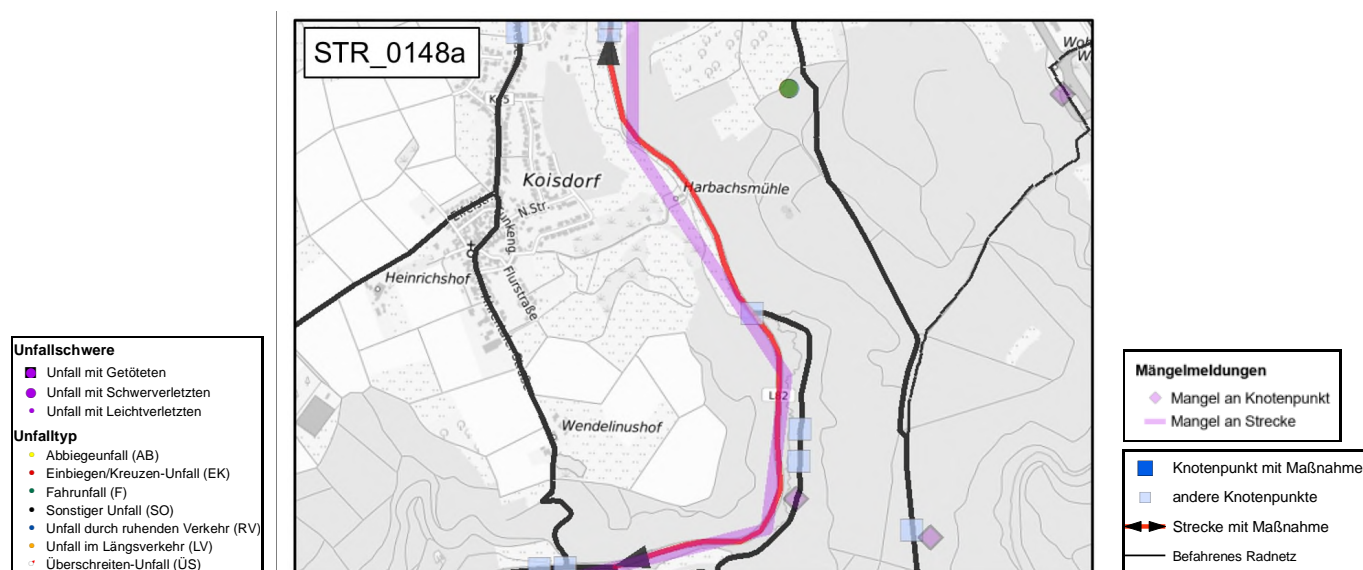 STR_0148a
Koisdorf
N.Str.
Harbachsmühle
Heinrichshof
Flurstraße
L82
Wendelinushof
Unfallschwere
Unfall mit Getöteten
Unfall mit Schwerverletzten
Unfall mit Leichtverletzten
Unfalltyp
Abbiegeunfall (AB)
Einbiegen/Kreuzen-Unfall (EK)
Fahrunfall (F)
Sonstiger Unfall (SO)
Unfall durch ruhenden Verkehr (RV)
Unfall im Längsverkehr (LV)
Überschreiten-Unfall (ÜS)
Mängelmeldungen
Mangel an Knotenpunkt
Mangel an Strecke
Knotenpunkt mit Maßnahme
andere Knotenpunkte
Strecke mit Maßnahme
Befahrenes Radnetz